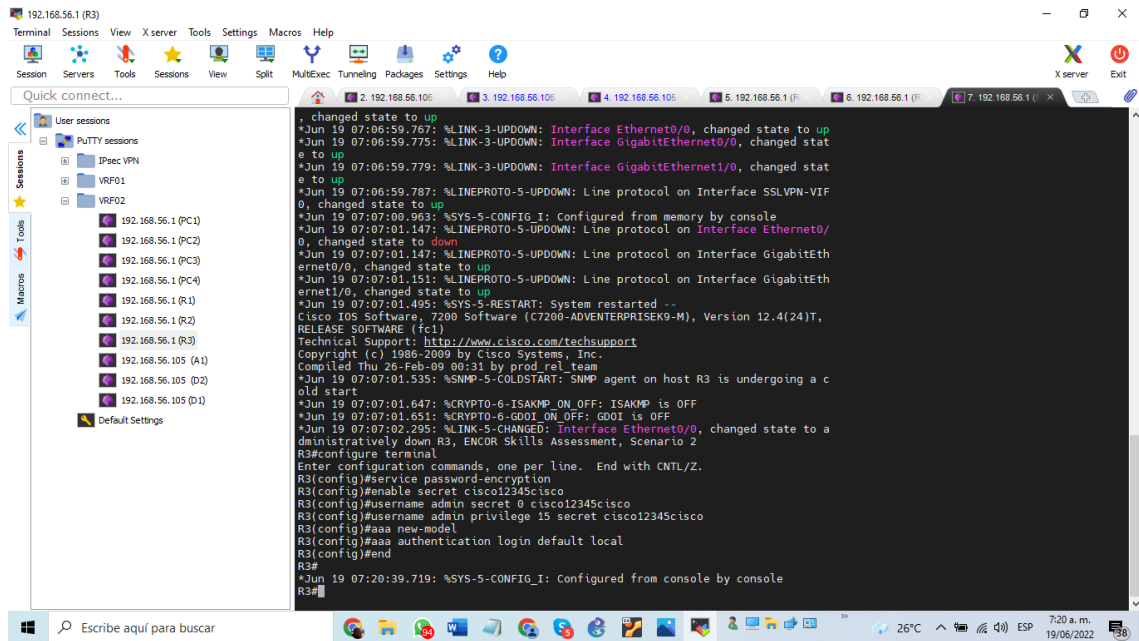 192.168.56.1 (R3)
Terminal Sessions View X server Tools Settings Macros Help
Session Servers Tools Sessions View Split MultiExec Tunneling Packages Settings Help X server Exit
Quick connect...
2. 192.168.56.105 3. 192.168.56.105 4. 192.168.56.105 5. 192.168.56.1 (R 6. 192.168.56.1 (R 7. 192.168.56.1 (
Sessions
Tools
Macros
User sessions
PuTTY sessions
IPsec VPN
VRF01
VRF02
192.168.56.1 (PC1)
192.168.56.1 (PC2)
192.168.56.1 (PC3)
192.168.56.1 (PC4)
192.168.56.1 (R1)
192.168.56.1 (R2)
192.168.56.1 (R3)
192.168.56.105 (A1)
192.168.56.105 (D2)
192.168.56.105 (D1)
Default Settings
, changed state to up
*Jun 19 07:06:59.767: %LINK-3-UPDOWN: Interface Ethernet0/0, changed state to up
*Jun 19 07:06:59.775: %LINK-3-UPDOWN: Interface GigabitEthernet0/0, changed stat
e to up
*Jun 19 07:06:59.779: %LINK-3-UPDOWN: Interface GigabitEthernet1/0, changed stat
e to up
*Jun 19 07:06:59.787: %LINEPROTO-5-UPDOWN: Line protocol on Interface SSLVPN-VIF
0, changed state to up
*Jun 19 07:07:00.963: %SYS-5-CONFIG_I: Configured from memory by console
*Jun 19 07:07:01.147: %LINEPROTO-5-UPDOWN: Line protocol on Interface Ethernet0/
0, changed state to down
*Jun 19 07:07:01.147: %LINEPROTO-5-UPDOWN: Line protocol on Interface GigabitEth
ernet0/0, changed state to up
*Jun 19 07:07:01.151: %LINEPROTO-5-UPDOWN: Line protocol on Interface GigabitEth
ernet1/0, changed state to up
*Jun 19 07:07:01.495: %SYS-5-RESTART: System restarted --
Cisco IOS Software, 7200 Software (C7200-ADVENTERPRISEK9-M), Version 12.4(24)T,
RELEASE SOFTWARE (fc1)
Technical Support: http://www.cisco.com/techsupport
Copyright (c) 1986-2009 by Cisco Systems, Inc.
Compiled Thu 26-Feb-09 00:31 by prod_rel_team
*Jun 19 07:07:01.535: %SNMP-5-COLDSTART: SNMP agent on host R3 is undergoing a c
old start
*Jun 19 07:07:01.647: %CRYPTO-6-ISAKMP_ON_OFF: ISAKMP is OFF
*Jun 19 07:07:01.651: %CRYPTO-6-GDOI_ON_OFF: GDOI is OFF
*Jun 19 07:07:02.295: %LINK-5-CHANGED: Interface Ethernet0/0, changed state to a
dministratively down R3, ENCOR Skills Assessment, Scenario 2
R3#configure terminal
Enter configuration commands, one per line. End with CNTL/Z.
R3(config)#service password-encryption
R3(config)#enable secret cisco12345cisco
R3(config)#username admin secret 0 cisco12345cisco
R3(config)#username admin privilege 15 secret cisco12345cisco
R3(config)#aaa new-model
R3(config)#aaa authentication login default local
R3(config)#end
R3#
*Jun 19 07:20:39.719: %SYS-5-CONFIG_I: Configured from console by console
R3#
Escribe aquí para buscar
94
26°C
ESP
7:20 a. m.
19/06/2022
38